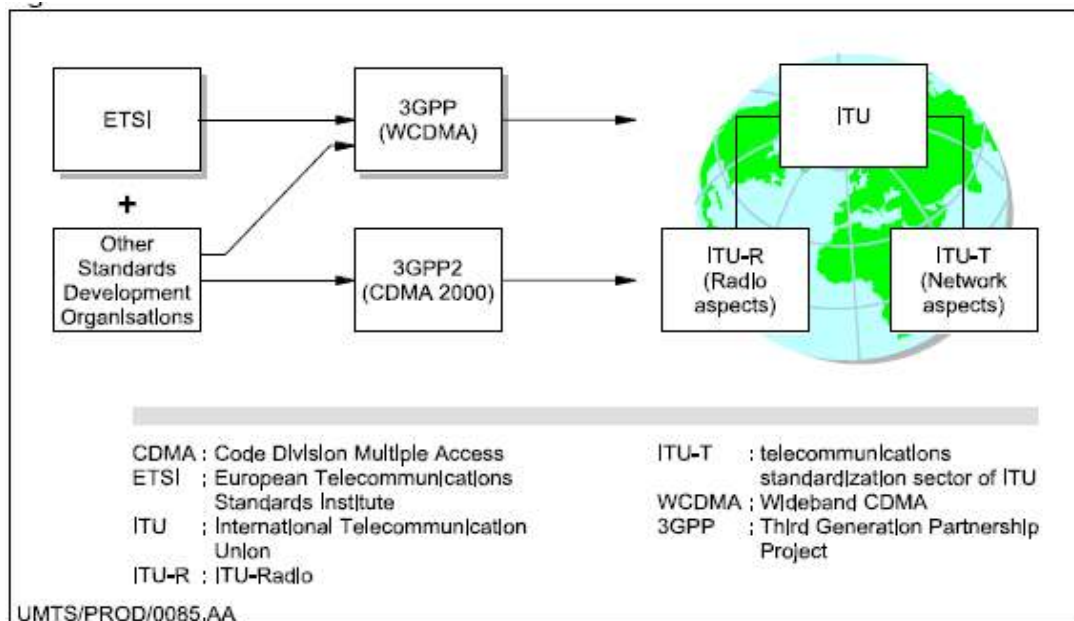 ETSI
3GPP
(WCDMA)
ITU
+
Other
Standards
Development
Organisations
3GPP2
(CDMA 2000)
ITU-R
(Radio
aspects)
ITU-T
(Network
aspects)
CDMA : Code Division Multiple Access
ETSI : European Telecommunications
Standards Institute
ITU : International Telecommunication
Union
ITU-R : ITU-Radio
ITU-T : telecommunications
standardization sector of ITU
WCDMA : Wideband CDMA
3GPP : Third Generation Partnership
Project
UMTS/PROD/0085.AA